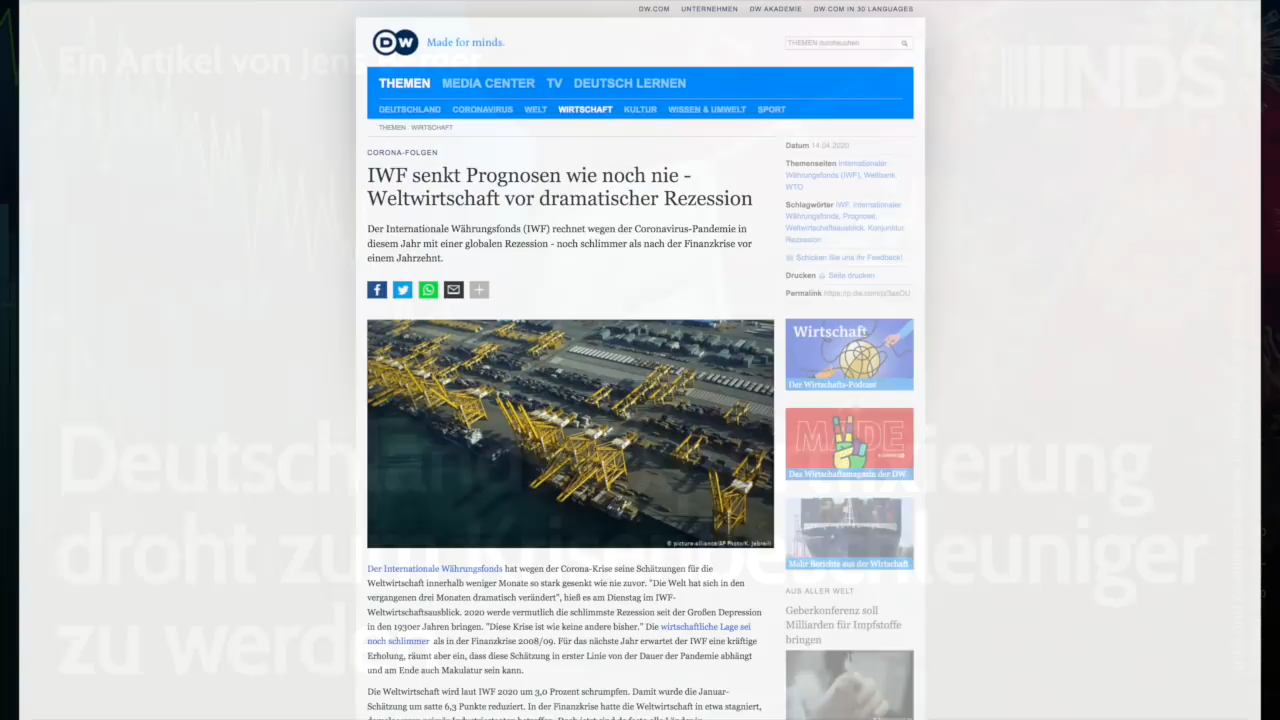 DW.COM UNTERNEHMEN DW AKADEMIE DW.COM IN 30 LANGUAGES
DW Made for minds.
THEMEN durchsuchen
THEMEN MEDIA CENTER TV DEUTSCH LERNEN
DEUTSCHLAND CORONAVIRUS WELT WIRTSCHAFT KULTUR WISSEN & UMWELT SPORT
THEMEN WIRTSCHAFT
CORONA-FOLGEN
IWF senkt Prognosen wie noch nie -
Weltwirtschaft vor dramatischer Rezession
Der Internationale Währungsfonds (IWF) rechnet wegen der Coronavirus-Pandemie in
diesem Jahr mit einer globalen Rezession - noch schlimmer als nach der Finanzkrise vor
einem Jahrzehnt.
© picture-alliance/AP Photo/K. Jebreili
Der Internationale Währungsfonds hat wegen der Corona-Krise seine Schätzungen für die
Weltwirtschaft innerhalb weniger Monate so stark gesenkt wie nie zuvor. "Die Welt hat sich in den
vergangenen drei Monaten dramatisch verändert", hieß es am Dienstag im IWF-
Weltwirtschaftsausblick. 2020 werde vermutlich die schlimmste Rezession seit der Großen Depression
in den 1930er Jahren bringen. "Diese Krise ist wie keine andere bisher." Die wirtschaftliche Lage sei
noch schlimmer als in der Finanzkrise 2008/09. Für das nächste Jahr erwartet der IWF eine kräftige
Erholung, räumt aber ein, dass diese Schätzung in erster Linie von der Dauer der Pandemie abhängt
und am Ende auch Makulatur sein kann.
Die Weltwirtschaft wird laut IWF 2020 um 3,0 Prozent schrumpfen. Damit wurde die Januar-
Schätzung um satte 6,3 Punkte reduziert. In der Finanzkrise hatte die Weltwirtschaft in etwa stagniert,
Datum 14.04.2020
Themenseiten Internationaler
Währungsfonds (IWF), Weltbank,
WTO
Schlagwörter IWF, Internationaler
Währungsfonds, Prognose,
Weltwirtschaftsausblick, Konjunktur,
Rezession
Schicken Sie uns Ihr Feedback!
Drucken Seite drucken
Permalink
Wirtschaft
Der Wirtschafts-Podcast
MADE
Das Wirtschaftsmagazin der DW
Mehr Berichte aus der Wirtschaft
AUS ALLER WELT
Geberkonferenz soll
Milliarden für Impfstoffe
bringen